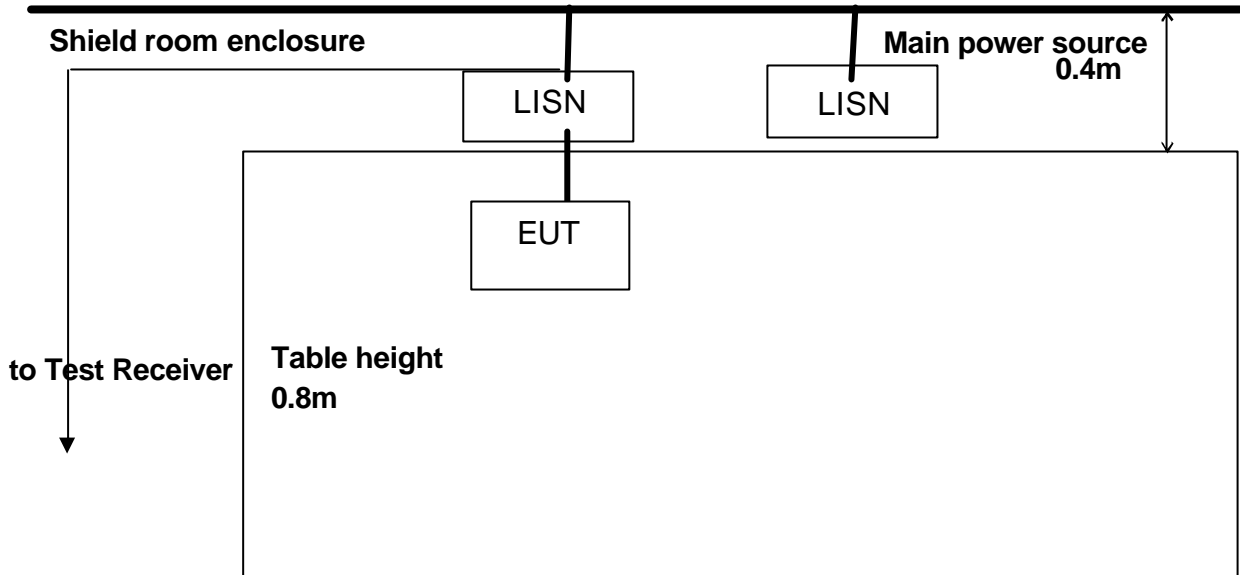 Shield room enclosure
Main power source
0.4m
LISN
LISN
EUT
to Test Receiver
Table height
0.8m